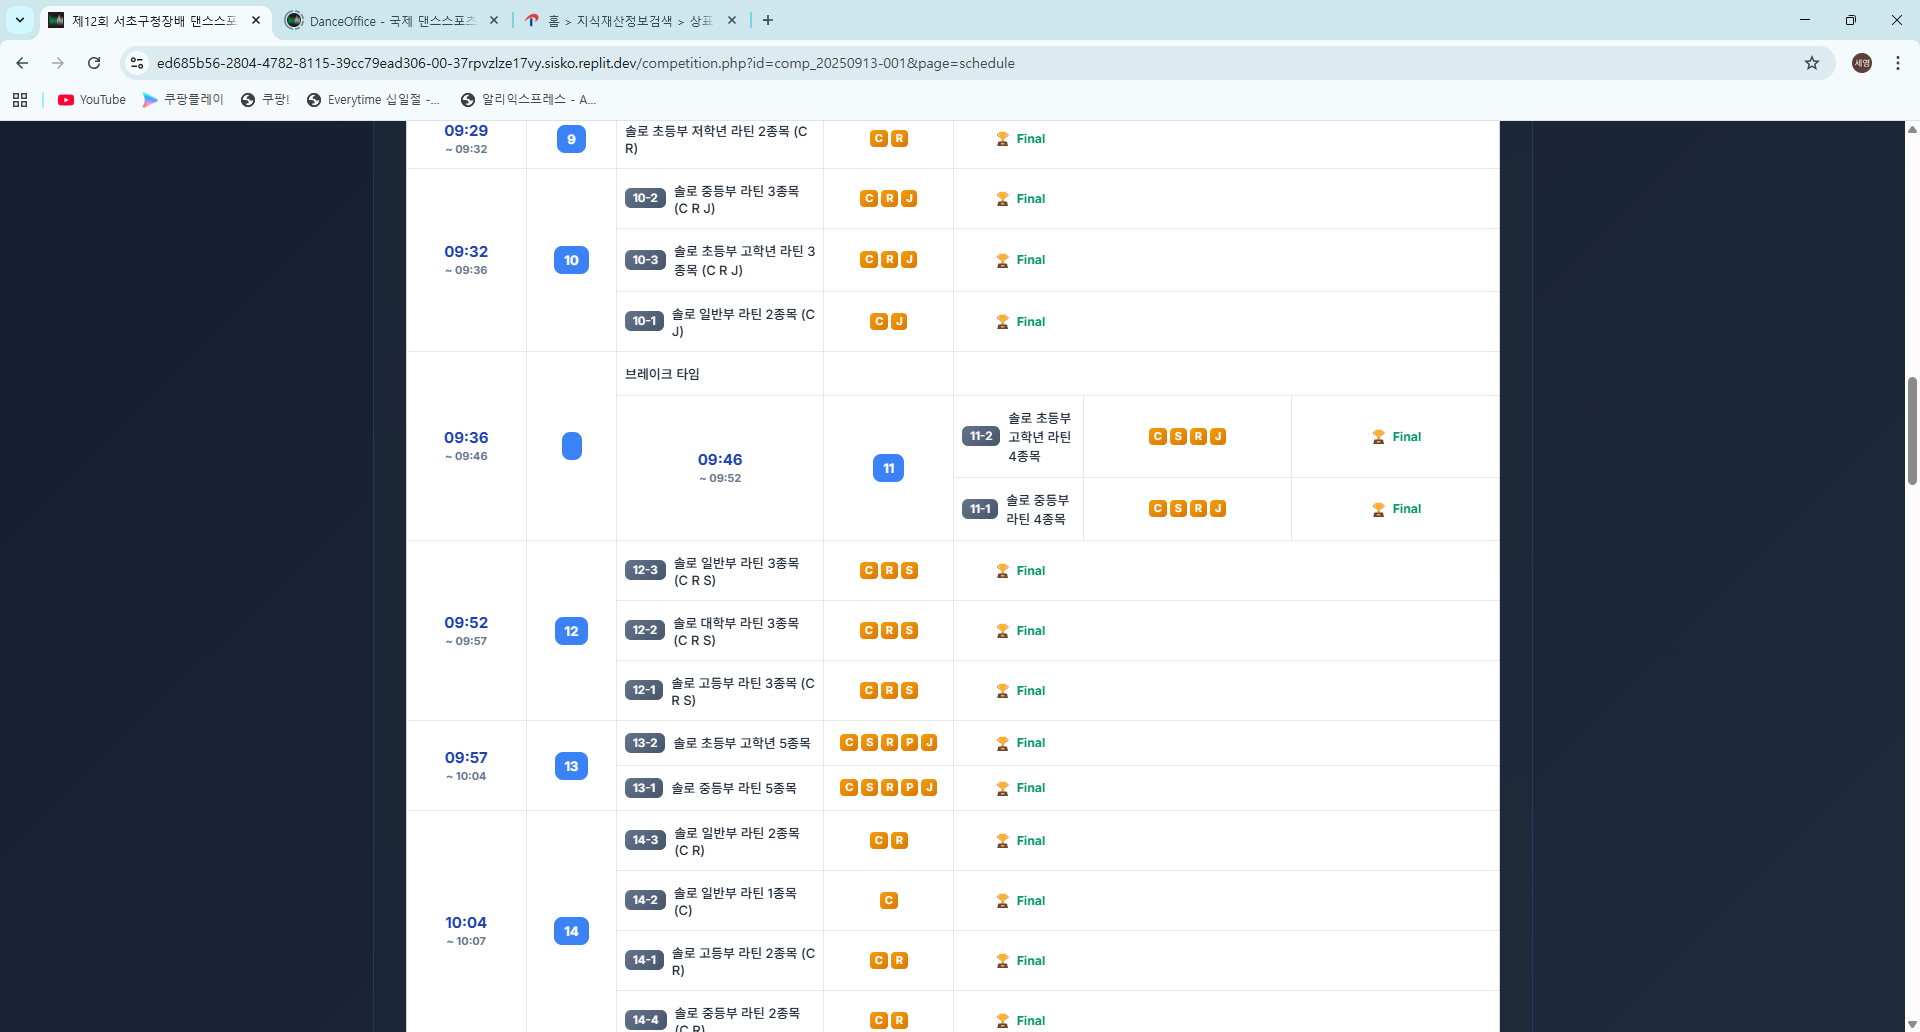 제12회 서초구청장배 댄스스포
DanceOffice - 국제 댄스스포츠
홈 > 지식재산정보검색 > 상표
ed685b56-2804-4782-8115-39cc79ead306-00-37rpvzlze17vy.sisko.replit.dev/competition.php?id=comp_20250913-001&page=schedule
세영
YouTube
쿠팡플레이
쿠팡!
Everytime 십일절 -...
알리익스프레스 - A...
09:29
~ 09:32
9
솔로 초등부 저학년 라틴 2종목 (C
R)
C R
Final
09:32
~ 09:36
10
10-2
솔로 중등부 라틴 3종목
(C R J)
C R J
Final
10-3
솔로 초등부 고학년 라틴 3
종목 (C R J)
C R J
Final
10-1
솔로 일반부 라틴 2종목 (C
J)
C J
Final
09:36
~ 09:46
브레이크 타임
09:46
~ 09:52
11
11-2
솔로 초등부
고학년 라틴
4종목
C S R J
Final
11-1
솔로 중등부
라틴 4종목
C S R J
Final
09:52
~ 09:57
12
12-3
솔로 일반부 라틴 3종목
(C R S)
C R S
Final
12-2
솔로 대학부 라틴 3종목
(C R S)
C R S
Final
12-1
솔로 고등부 라틴 3종목 (C
R S)
C R S
Final
09:57
~ 10:04
13
13-2
솔로 초등부 고학년 5종목
C S R P J
Final
13-1
솔로 중등부 라틴 5종목
C S R P J
Final
10:04
~ 10:07
14
14-3
솔로 일반부 라틴 2종목
(C R)
C R
Final
14-2
솔로 일반부 라틴 1종목
(C)
C
Final
14-1
솔로 고등부 라틴 2종목 (C
R)
C R
Final
14-4
솔로 중등부 라틴 2종목
(C R)
C R
Final